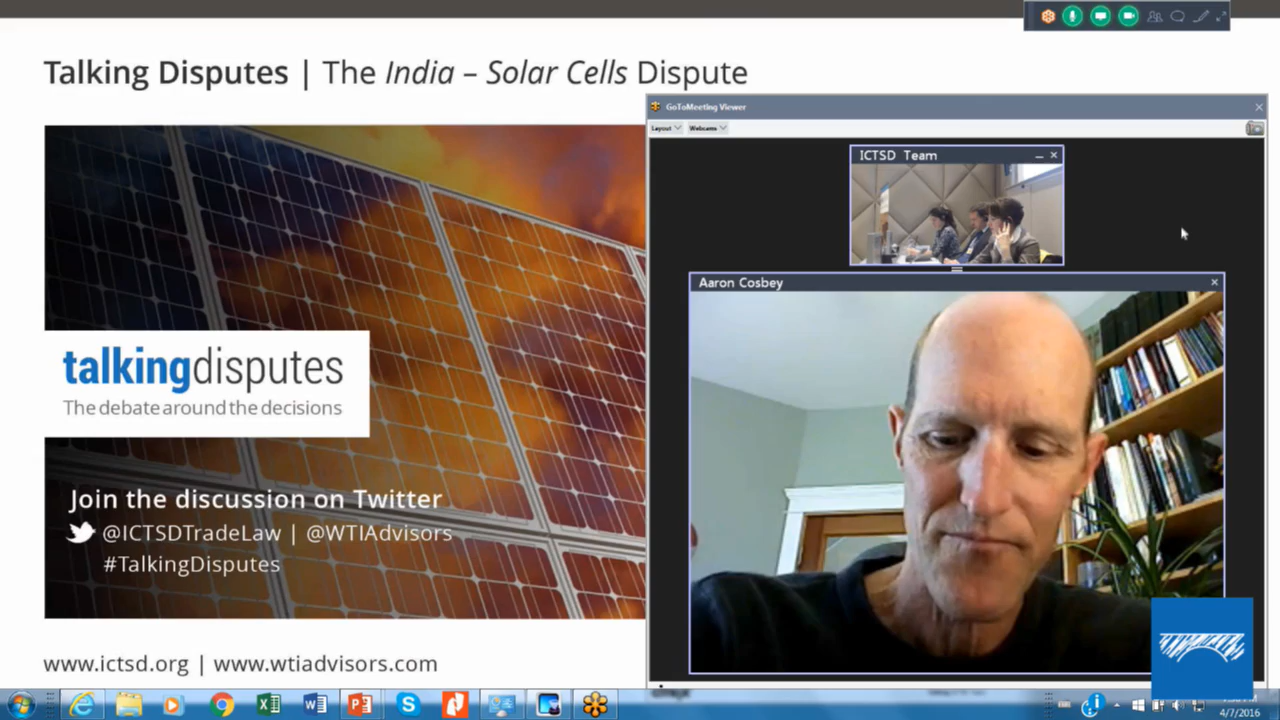 Talking Disputes | The India – Solar Cells Dispute
GoToMeeting Viewer
Layout
Webcams
ICTSD Team
Aaron Cosbey
talkingdisputes
The debate around the decisions
Join the discussion on Twitter
@ICTSDTradeLaw | @WTIAdvisors
#TalkingDisputes
www.ictsd.org | www.wtiadvisors.com
4/7/2016